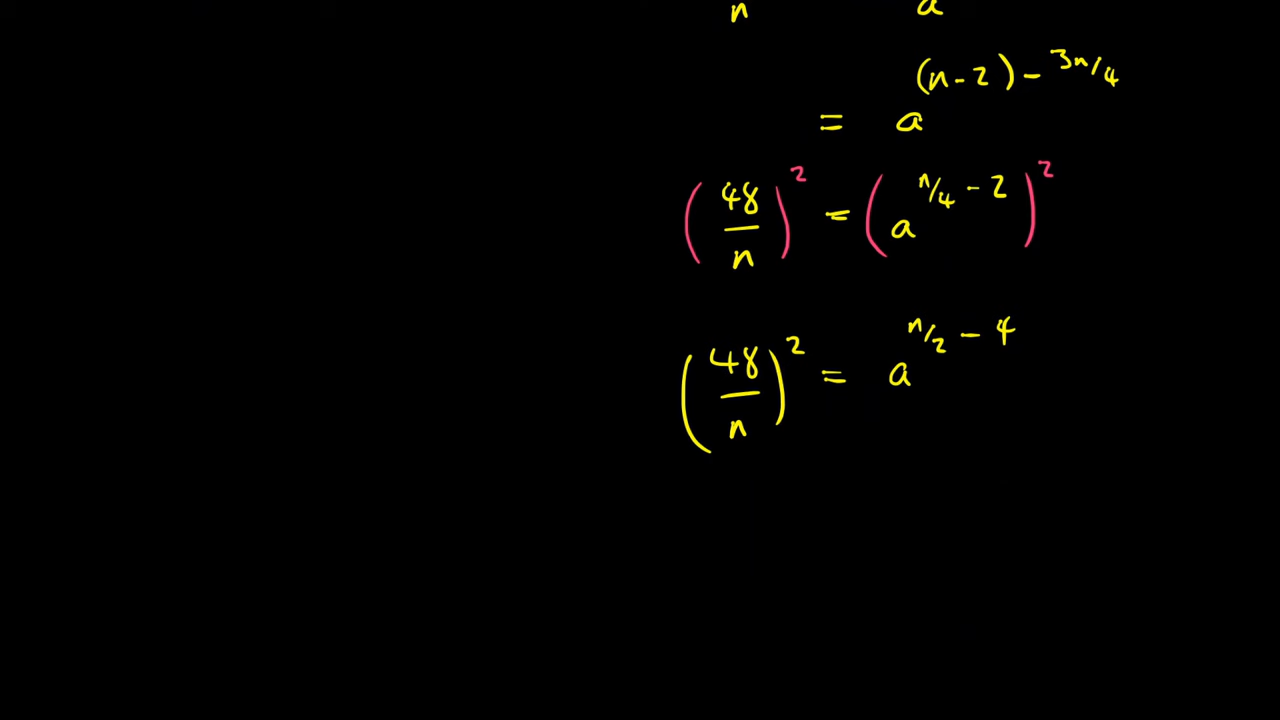 n a
= a^{(n-2) - 3n/4}
(48/n)^2 = (a^{n/4 - 2})^2
(48/n)^2 = a^{n/2 - 4}